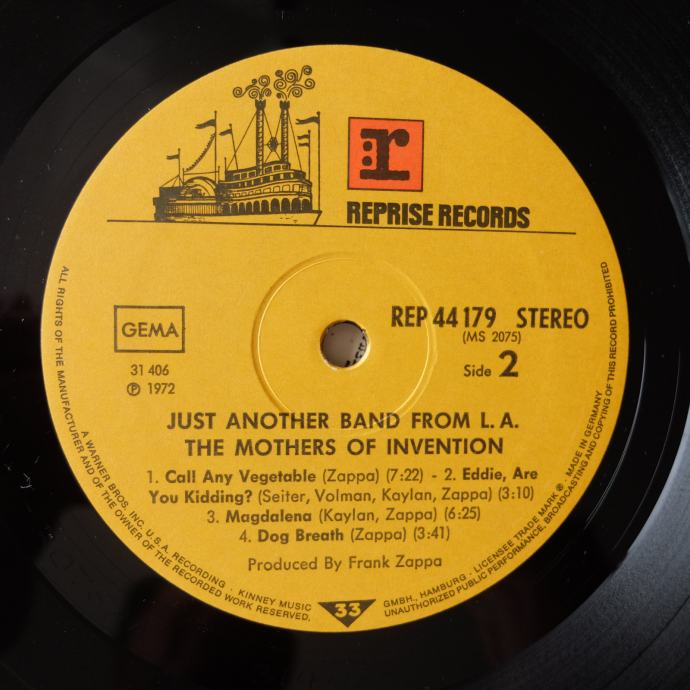 r
REPRISE RECORDS
GEMA
31 406
℗ 1972
REP 44 179 STEREO
(MS 2075)
Side 2
JUST ANOTHER BAND FROM L.A.
THE MOTHERS OF INVENTION
1. Call Any Vegetable (Zappa) (7:22) - 2. Eddie, Are
You Kidding? (Seiter, Volman, Kaylan, Zappa) (3:10)
3. Magdalena (Kaylan, Zappa) (6:25)
4. Dog Breath (Zappa) (3:41)
Produced By Frank Zappa
33
ALL RIGHTS OF THE MANUFACTURER AND OF THE OWNER OF THE RECORDED WORK RESERVED.
UNAUTHORIZED PUBLIC PERFORMANCE, BROADCASTING AND COPYING OF THIS RECORD PROHIBITED
A WARNER BROS. INC. U.S.A. RECORDING · KINNEY MUSIC
GMBH., HAMBURG · LICENSEE TRADE MARK ® · MADE IN GERMANY